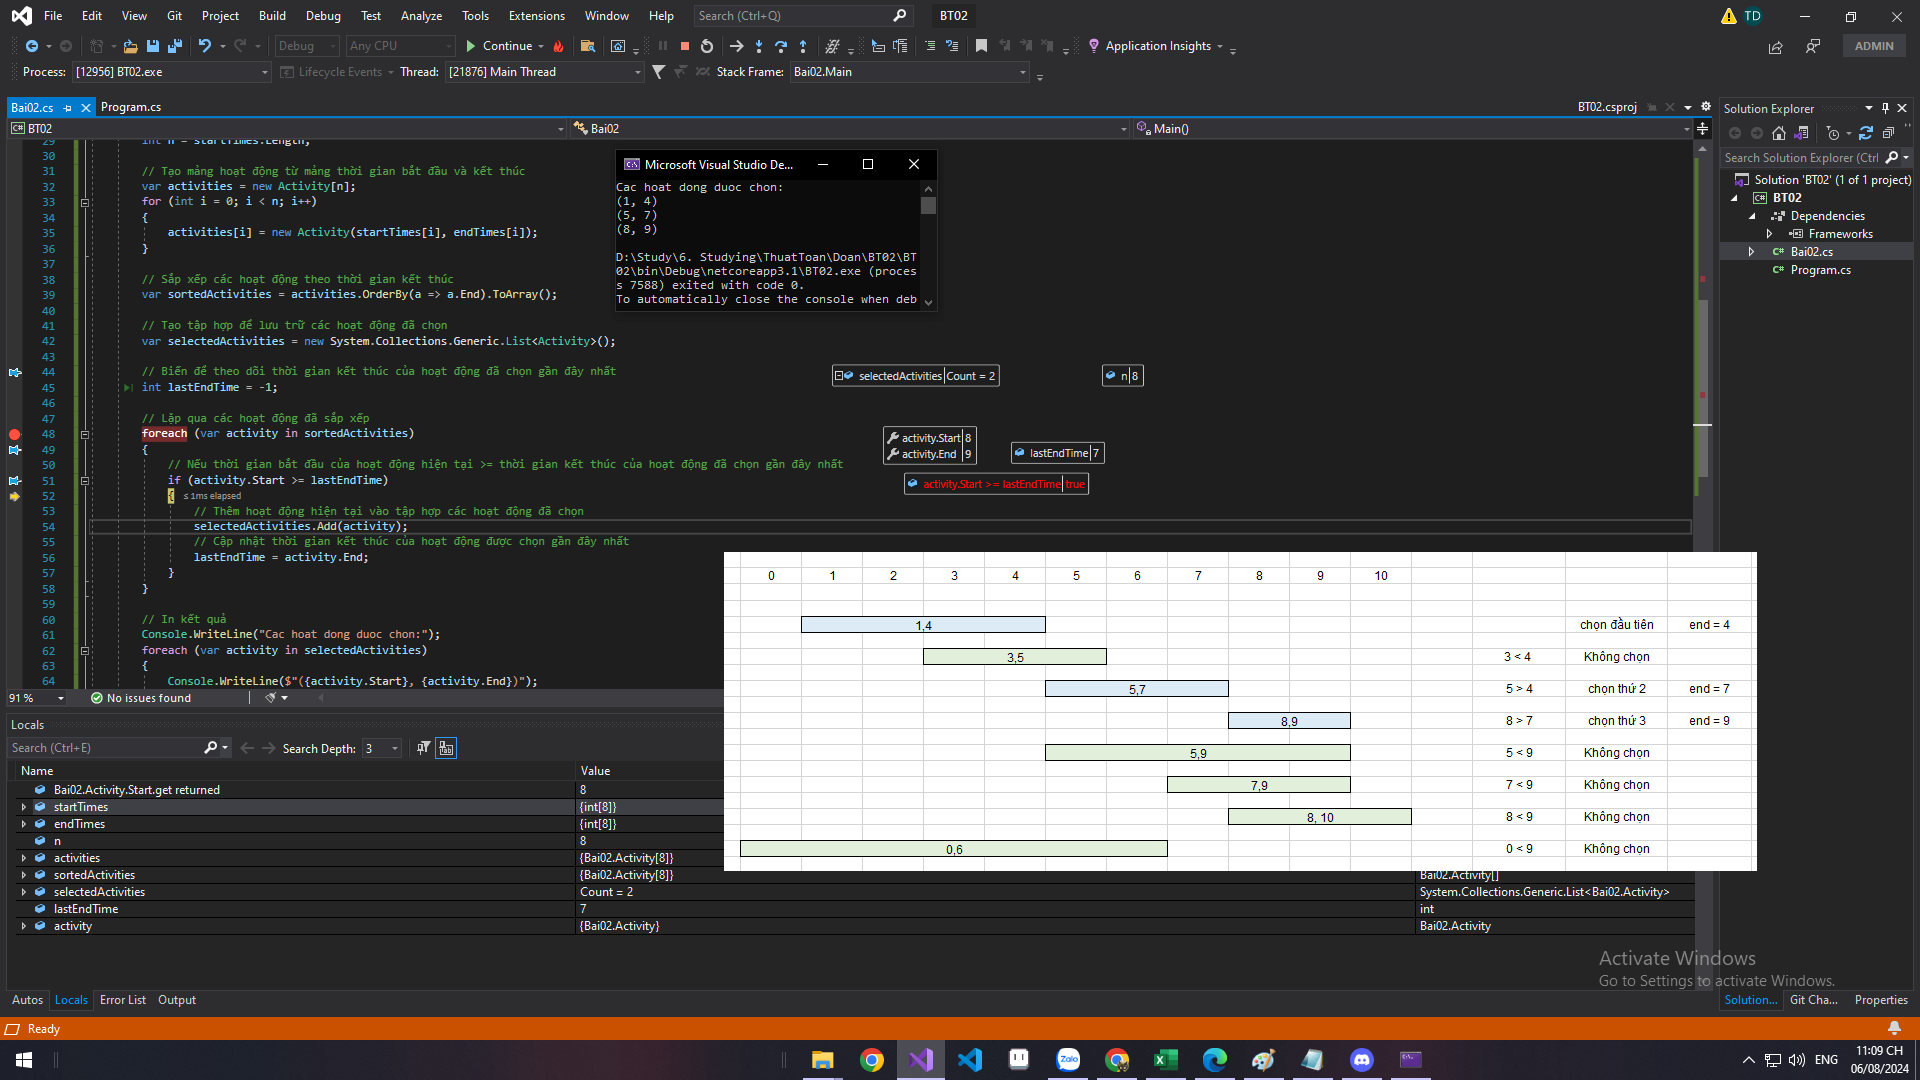 File Edit View Git Project Build Debug Test Analyze Tools Extensions Window Help Search (Ctrl+Q) BT02 TD
Debug Any CPU Continue Application Insights ADMIN
Process: [12956] BT02.exe Lifecycle Events Thread: [21876] Main Thread Stack Frame: Bai02.Main
Bai02.cs Program.cs BT02.csproj
BT02 Bai02 Main()
29 int n = startTimes.Length;
30
31 // Tạo mảng hoạt động từ mảng thời gian bắt đầu và kết thúc
32 var activities = new Activity[n];
33 for (int i = 0; i < n; i++)
34 {
35 activities[i] = new Activity(startTimes[i], endTimes[i]);
36 }
37
38 // Sắp xếp các hoạt động theo thời gian kết thúc
39 var sortedActivities = activities.OrderBy(a => a.End).ToArray();
40
41 // Tạo tập hợp để lưu trữ các hoạt động đã chọn
42 var selectedActivities = new System.Collections.Generic.List<Activity>();
43
44 // Biến để theo dõi thời gian kết thúc của hoạt động đã chọn gần đây nhất
45 int lastEndTime = -1;
46
47 // Lặp qua các hoạt động đã sắp xếp
48 foreach (var activity in sortedActivities)
49 {
50 // Nếu thời gian bắt đầu của hoạt động hiện tại >= thời gian kết thúc của hoạt động đã chọn gần đây nhất
51 if (activity.Start >= lastEndTime)
52 { ≤ 1ms elapsed
53 // Thêm hoạt động hiện tại vào tập hợp các hoạt động đã chọn
54 selectedActivities.Add(activity);
55 // Cập nhật thời gian kết thúc của hoạt động được chọn gần đây nhất
56 lastEndTime = activity.End;
57 }
58 }
59
60 // In kết quả
61 Console.WriteLine("Cac hoat dong duoc chon:");
62 foreach (var activity in selectedActivities)
63 {
64 Console.WriteLine($"({activity.Start}, {activity.End})");
Microsoft Visual Studio De...
Cac hoat dong duoc chon:
(1, 4)
(5, 7)
(8, 9)
D:\Study\6. Studying\ThuatToan\Doan\BT02\BT
02\bin\Debug\netcoreapp3.1\BT02.exe (proces
s 7588) exited with code 0.
To automatically close the console when deb
selectedActivities Count = 2
n 8
activity.Start 8
activity.End 9
lastEndTime 7
activity.Start >= lastEndTime true
0 1 2 3 4 5 6 7 8 9 10
1,4 chọn đầu tiên end = 4
3,5 3 < 4 Không chọn
5,7 5 > 4 chọn thứ 2 end = 7
8,9 8 > 7 chọn thứ 3 end = 9
5,9 5 < 9 Không chọn
7,9 7 < 9 Không chọn
8, 10 8 < 9 Không chọn
0,6 0 < 9 Không chọn
91 % No issues found
Locals
Search (Ctrl+E) Search Depth: 3
Name Value
Bai02.Activity.Start.get returned 8
startTimes {int[8]}
endTimes {int[8]}
n 8
activities {Bai02.Activity[8]}
sortedActivities {Bai02.Activity[8]} Bai02.Activity[]
selectedActivities Count = 2 System.Collections.Generic.List<Bai02.Activity>
lastEndTime 7 int
activity {Bai02.Activity} Bai02.Activity
Autos Locals Error List Output
Solution Explorer
Search Solution Explorer (Ctrl
Solution 'BT02' (1 of 1 project)
BT02
Dependencies
Frameworks
Bai02.cs
Program.cs
Activate Windows
Go to Settings to activate Windows.
Solution... Git Cha... Properties
Ready
Zalo
ENG
11:09 CH
06/08/2024